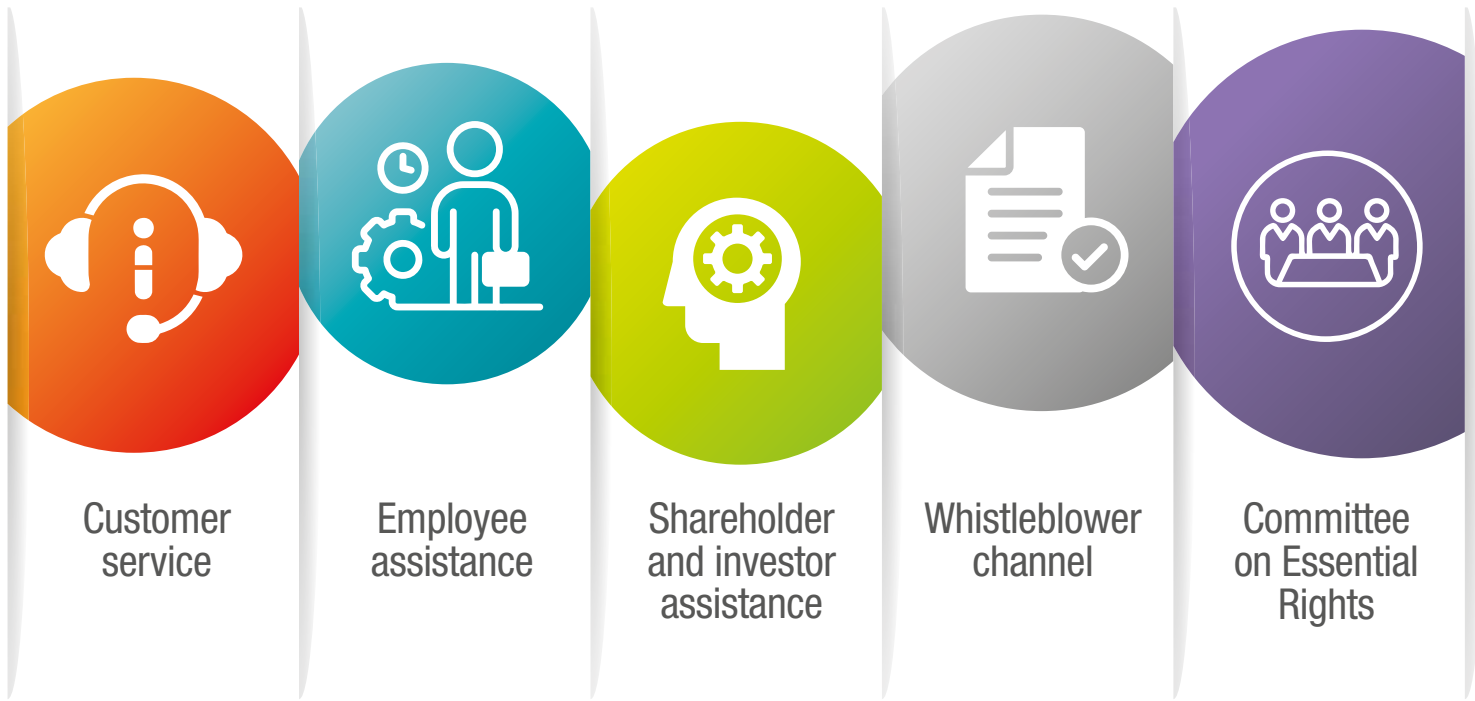 Customer
service
Employee
assistance
Shareholder
and investor
assistance
Whistleblower
channel
Committee
on Essential
Rights